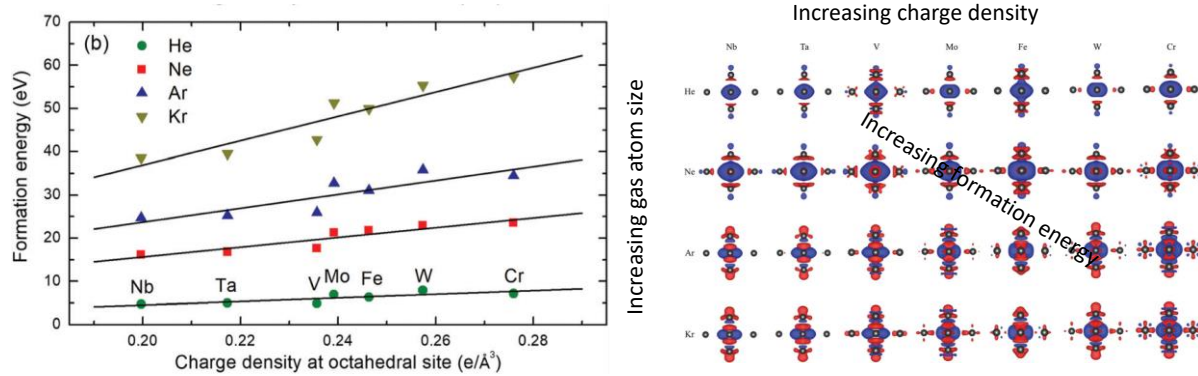 (b)
He
Ne
Ar
Kr
Formation energy (eV)
70
60
50
40
30
20
10
0
Nb
Ta
V
Mo
Fe
W
Cr
0.20
0.22
0.24
0.26
0.28
Charge density at octahedral site (e/Å³)
Increasing charge density
Increasing gas atom size
Nb Ta V Mo Fe W Cr
He
Ne
Ar
Kr
Increasing formation energy